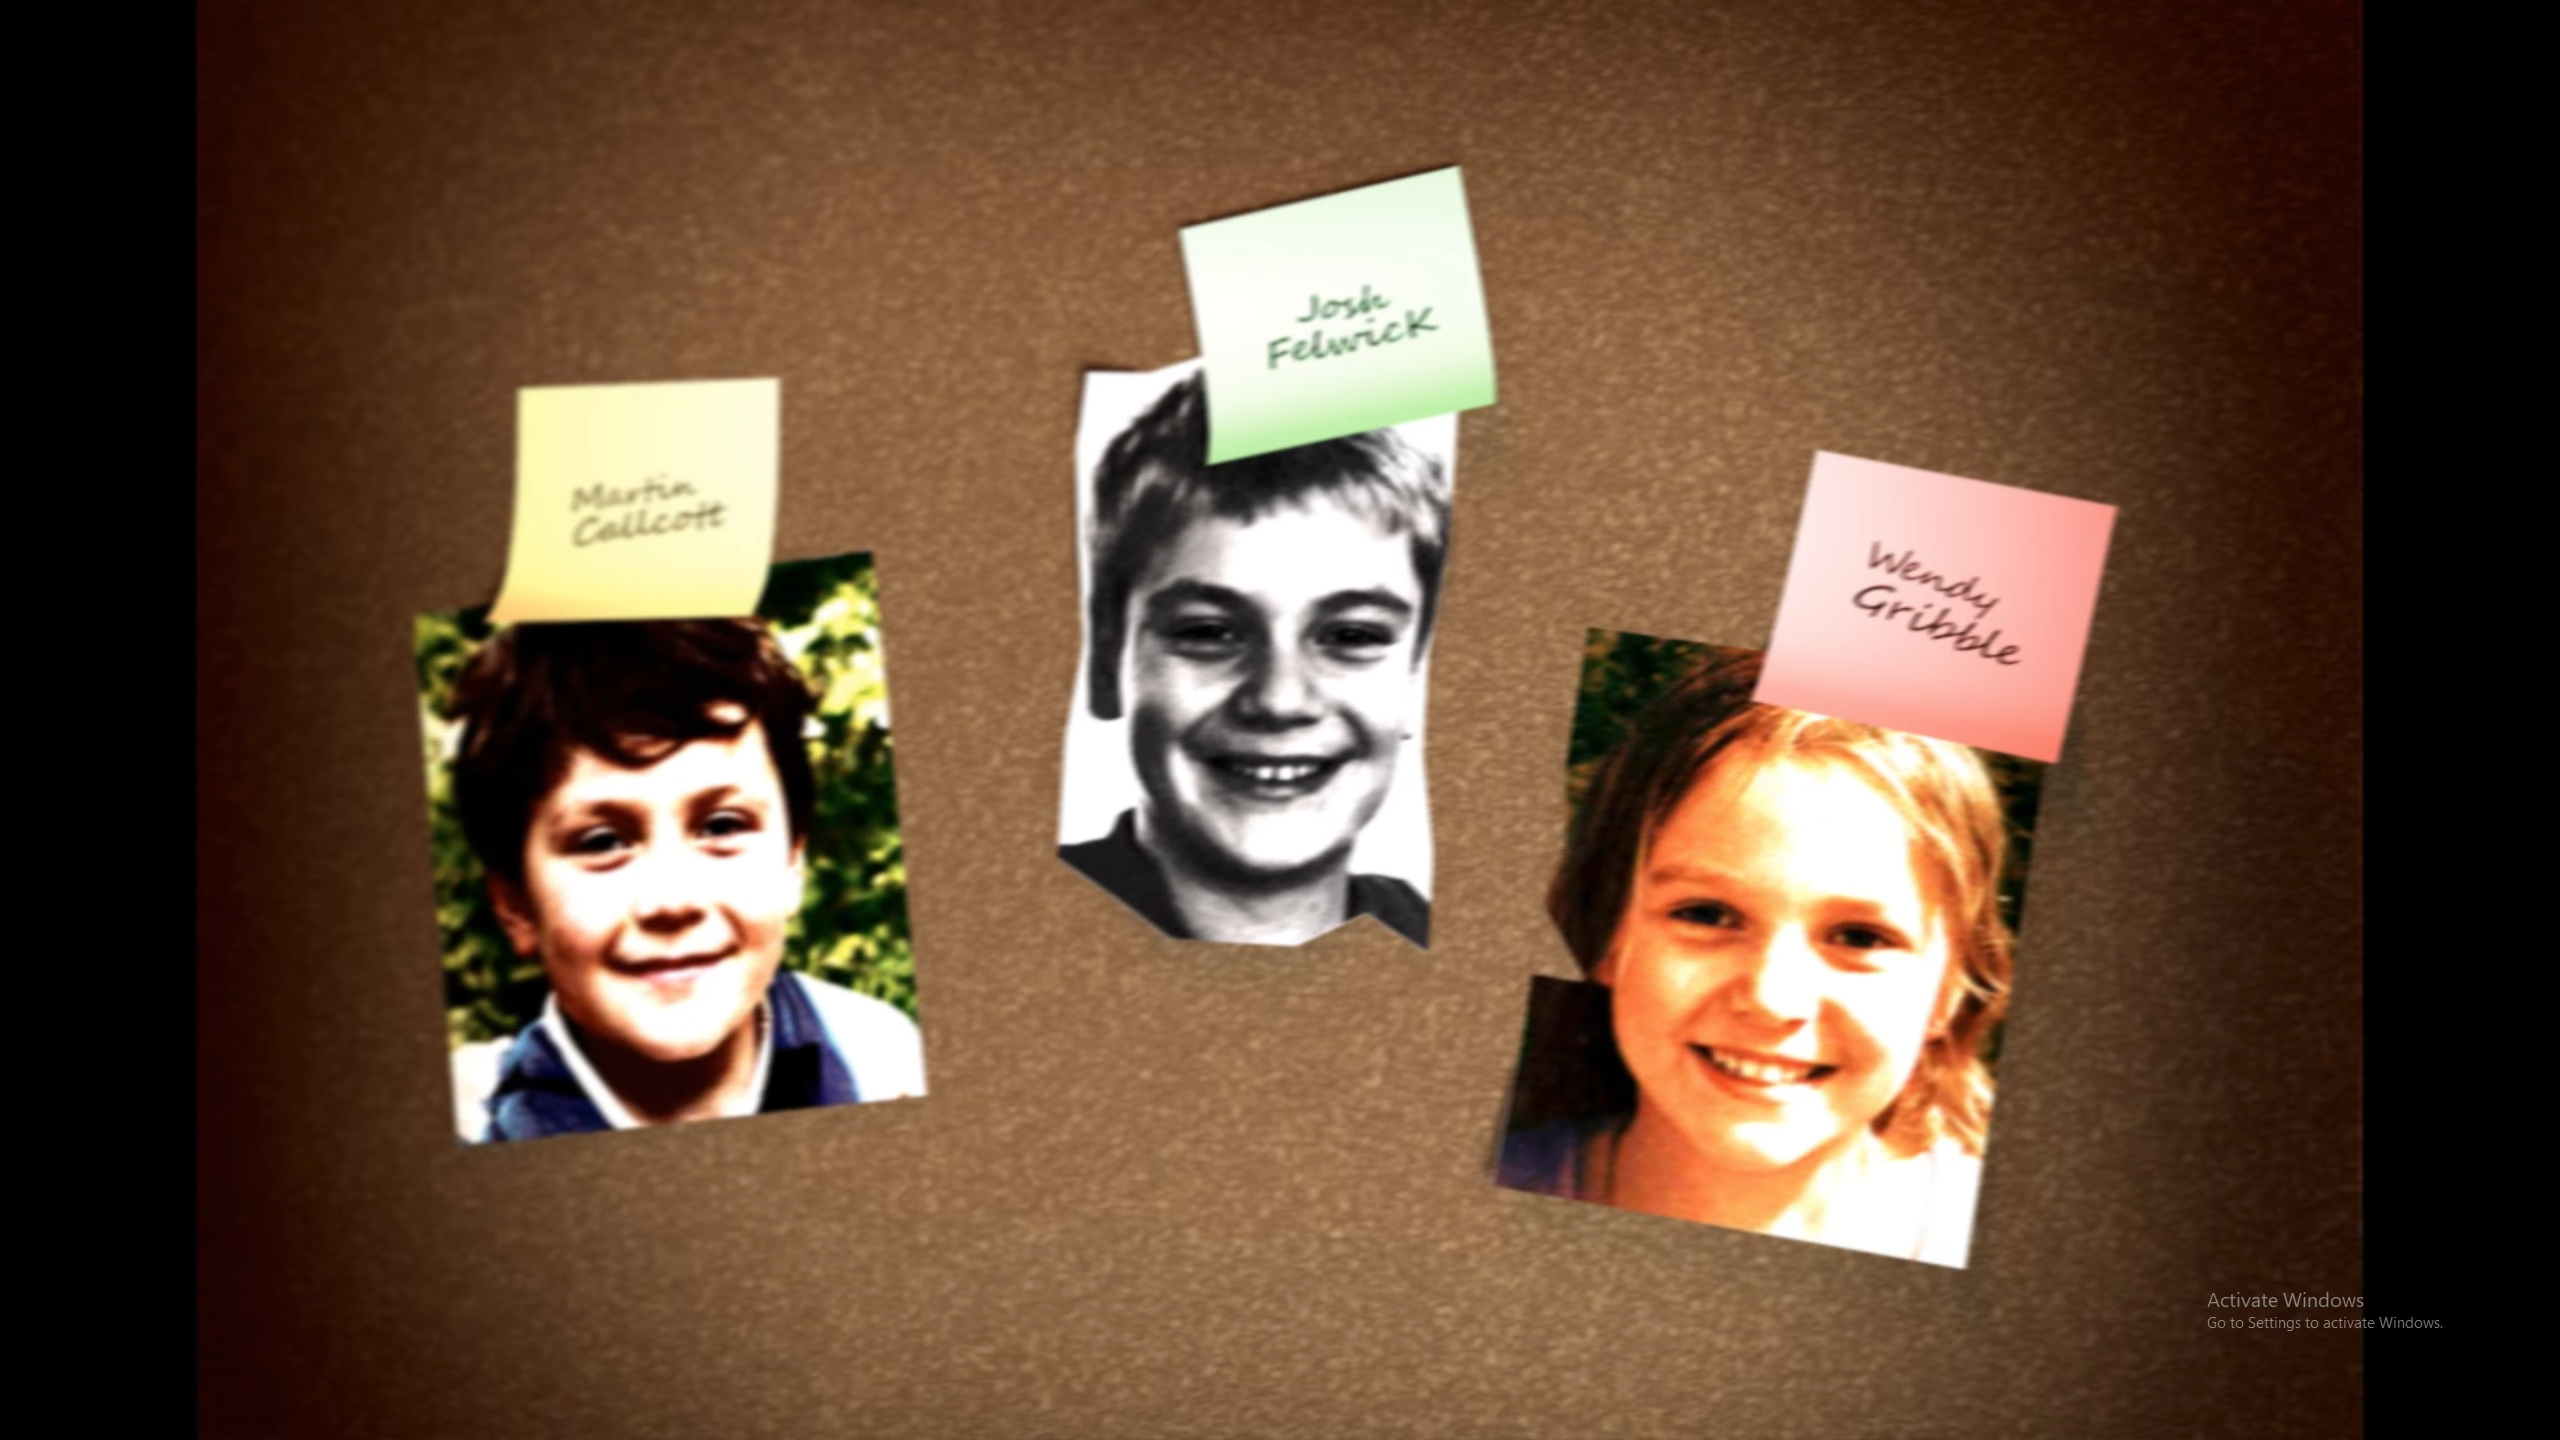 Martin
Callcott
Josh
Felwick
Wendy
Gribble
Activate Windows
Go to Settings to activate Windows.